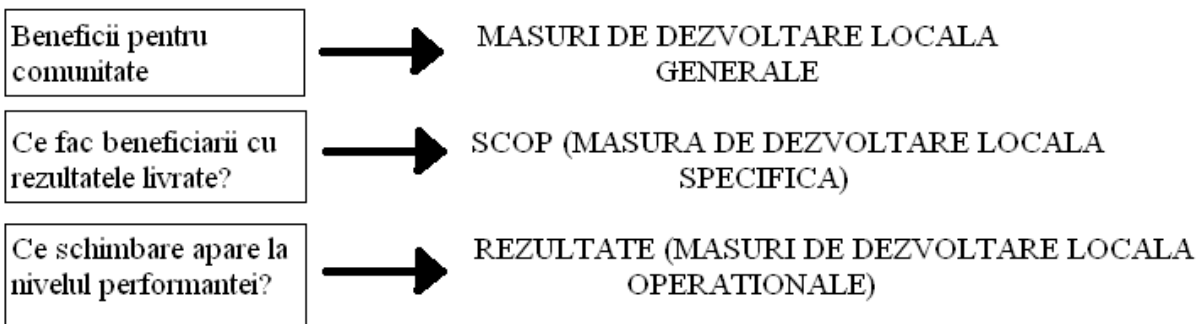 Beneficii pentru
comunitate
MASURI DE DEZVOLTARE LOCALA
GENERALE
Ce fac beneficiarii cu
rezultatele livrate?
SCOP (MASURA DE DEZVOLTARE LOCALA
SPECIFICA)
Ce schimbare apare la
nivelul performantei?
REZULTATE (MASURI DE DEZVOLTARE LOCALA
OPERATIONALE)